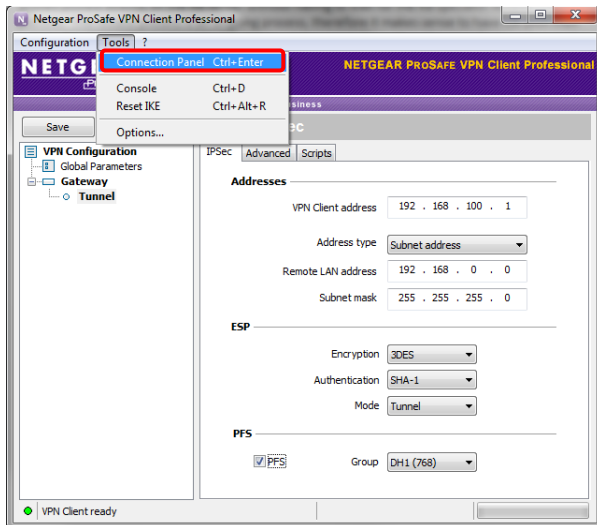 Netgear ProSafe VPN Client Professional
Configuration Tools ?
Connection Panel Ctrl+Enter
Console Ctrl+D
Reset IKE Ctrl+Alt+R
Options...
NETG
NETGEAR PROSAFE VPN Client Professional
siness
Save
VPN Configuration
Global Parameters
Gateway
Tunnel
IPSec Advanced Scripts
Addresses
VPN Client address 192 . 168 . 100 . 1
Address type Subnet address
Remote LAN address 192 . 168 . 0 . 0
Subnet mask 255 . 255 . 255 . 0
ESP
Encryption 3DES
Authentication SHA-1
Mode Tunnel
PFS
PFS Group DH1 (768)
VPN Client ready